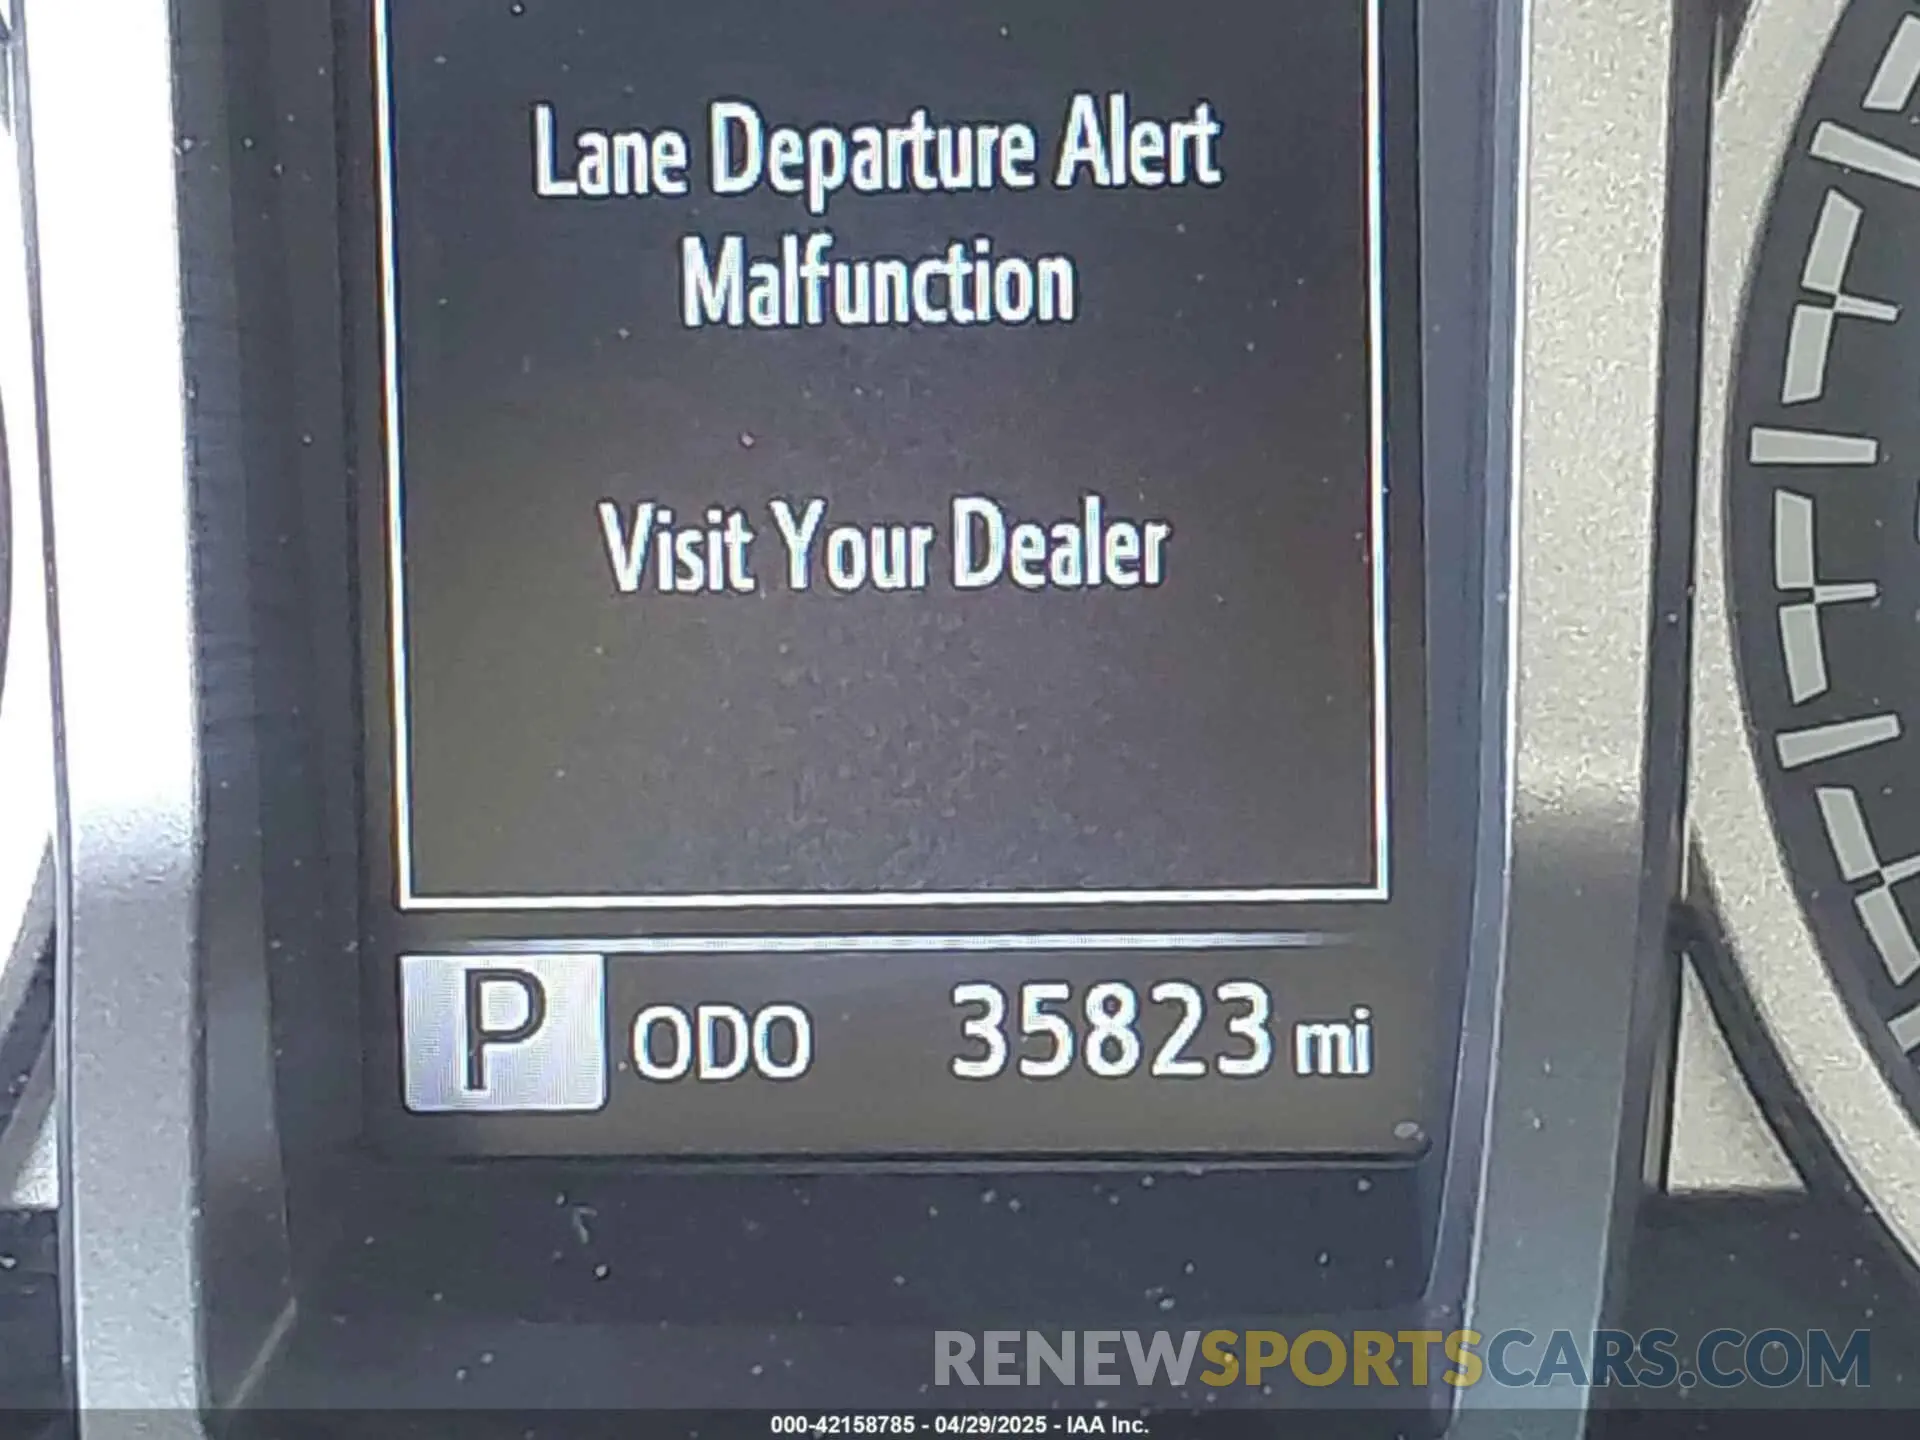 Lane Departure Alert
Malfunction
Visit Your Dealer
P ODO 35823 mi
RENEWSPORTSCARS.COM
000-42158785 - 04/29/2025 - IAA Inc.